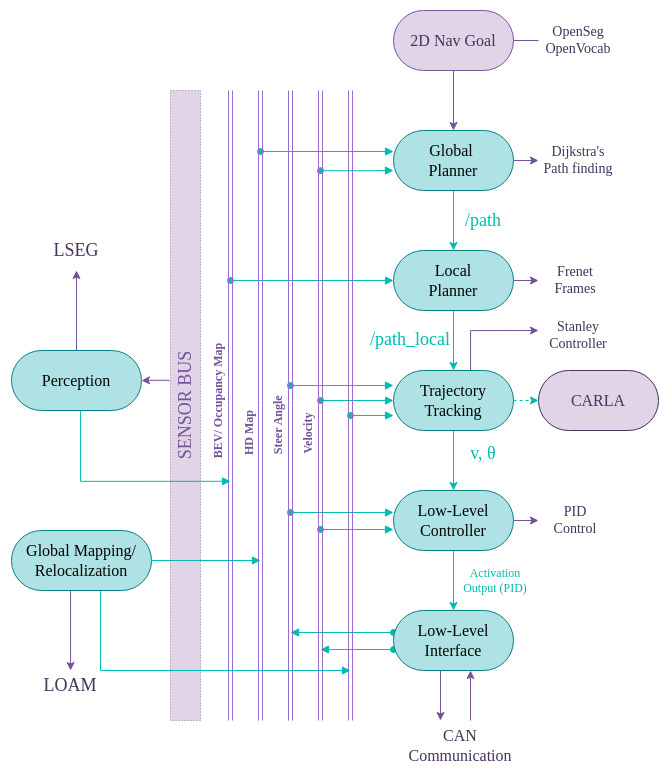 2D Nav Goal
OpenSeg
OpenVocab
Global
Planner
Dijkstra's
Path finding
/path
LSEG
Local
Planner
Frenet
Frames
/path_local
Stanley
Controller
Perception
SENSOR BUS
BEV/ Occupancy Map
HD Map
Steer Angle
Velocity
Trajectory
Tracking
CARLA
v, θ
Low-Level
Controller
PID
Control
Global Mapping/
Relocalization
Activation
Output (PID)
Low-Level
Interface
LOAM
CAN
Communication